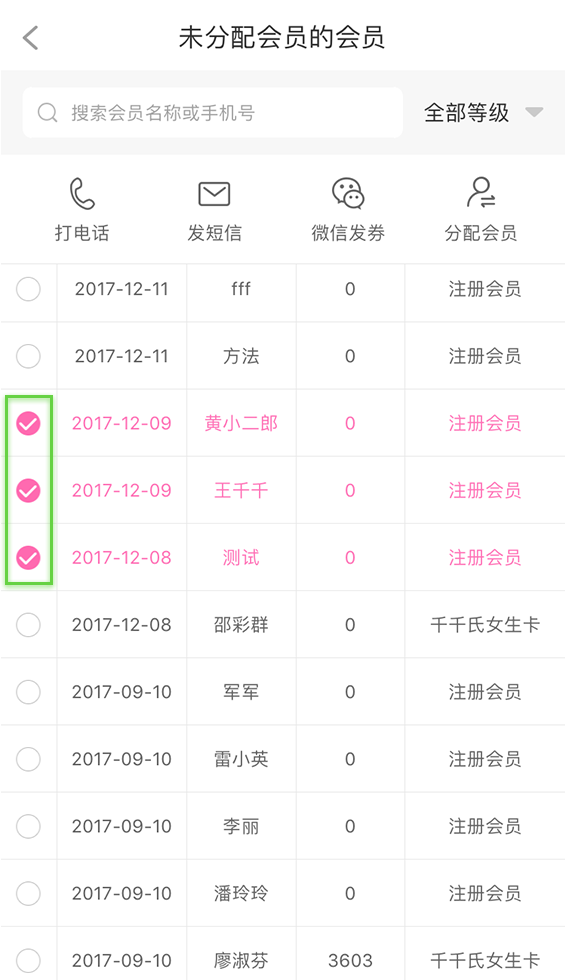 未分配会员的会员
搜索会员名称或手机号 全部等级
打电话 发短信 微信发券 分配会员
2017-12-11 fff 0 注册会员
2017-12-11 方法 0 注册会员
2017-12-09 黄小二郎 0 注册会员
2017-12-09 王千千 0 注册会员
2017-12-08 测试 0 注册会员
2017-12-08 邵彩群 0 千千氏女生卡
2017-09-10 军军 0 注册会员
2017-09-10 雷小英 0 注册会员
2017-09-10 李丽 0 注册会员
2017-09-10 潘玲玲 0 注册会员
2017-09-10 廖淑芬 3603 千千氏女生卡